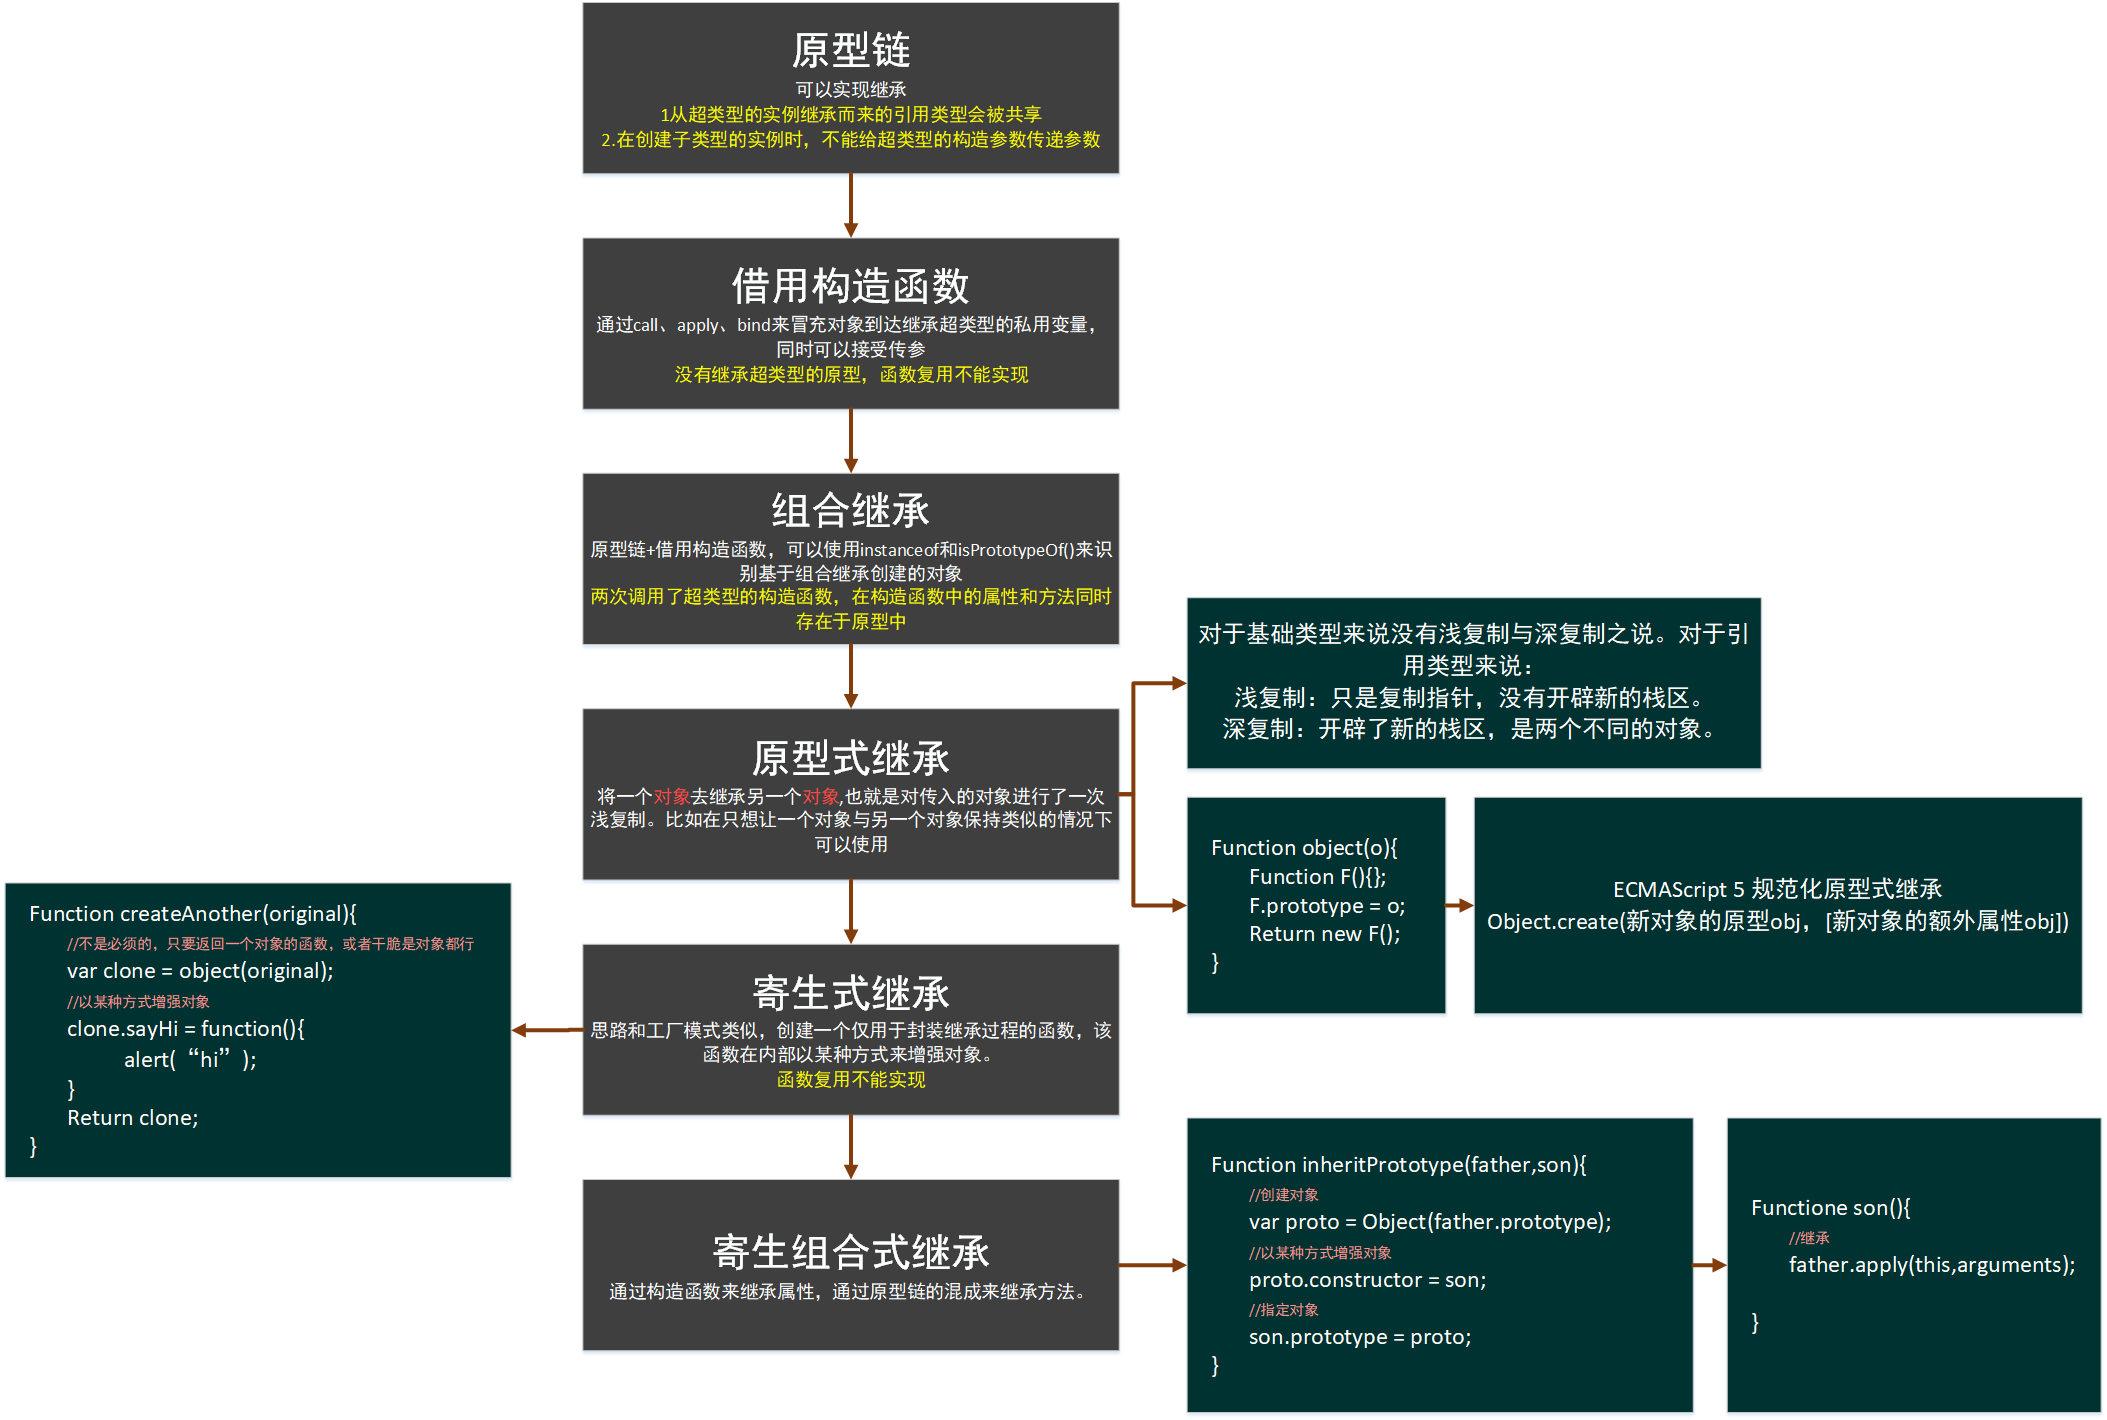 原型链
可以实现继承
1从超类型的实例继承而来的引用类型会被共享
2.在创建子类型的实例时，不能给超类型的构造参数传递参数
借用构造函数
通过call、apply、bind来冒充对象到达继承超类型的私用变量，
同时可以接受传参
没有继承超类型的原型，函数复用不能实现
组合继承
原型链+借用构造函数，可以使用instanceof和isPrototypeOf()来识
别基于组合继承创建的对象
两次调用了超类型的构造函数，在构造函数中的属性和方法同时
存在于原型中
对于基础类型来说没有浅复制与深复制之说。对于引
用类型来说：
浅复制：只是复制指针，没有开辟新的栈区。
深复制：开辟了新的栈区，是两个不同的对象。
原型式继承
将一个对象去继承另一个对象,也就是对传入的对象进行了一次
浅复制。比如在只想让一个对象与另一个对象保持类似的情况下
可以使用
Function object(o){
Function F(){};
F.prototype = o;
Return new F();
}
ECMAScript 5 规范化原型式继承
Object.create(新对象的原型obj，[新对象的额外属性obj])
Function createAnother(original){
//不是必须的，只要返回一个对象的函数，或者干脆是对象都行
var clone = object(original);
//以某种方式增强对象
clone.sayHi = function(){
alert(“hi”);
}
Return clone;
}
寄生式继承
思路和工厂模式类似，创建一个仅用于封装继承过程的函数，该
函数在内部以某种方式来增强对象。
函数复用不能实现
寄生组合式继承
通过构造函数来继承属性，通过原型链的混成来继承方法。
Function inheritPrototype(father,son){
//创建对象
var proto = Object(father.prototype);
//以某种方式增强对象
proto.constructor = son;
//指定对象
son.prototype = proto;
}
Functione son(){
//继承
father.apply(this,arguments);
}